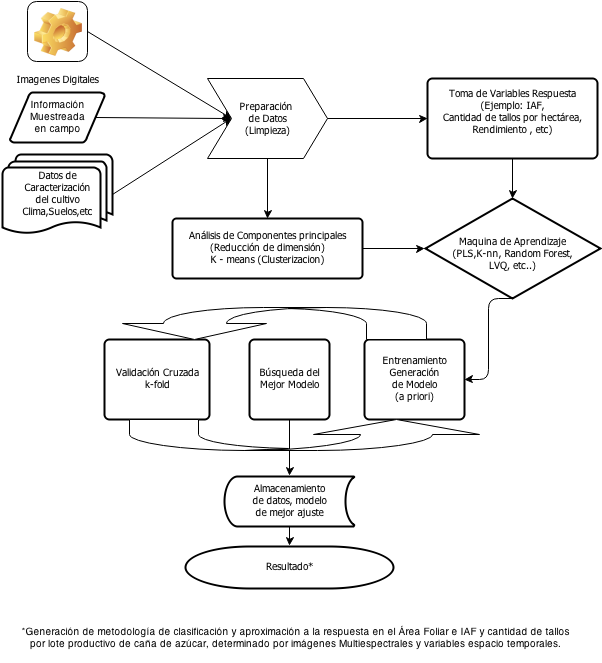 Imagenes Digitales
Información
Muestreada
en campo
Datos de
Caracterización
del cultivo
Clima,Suelos,etc
Preparación
de Datos
(Limpieza)
Toma de Variables Respuesta
(Ejemplo: IAF,
Cantidad de tallos por hectárea,
Rendimiento , etc)
Análisis de Componentes principales
(Reducción de dimensión)
K - means (Clusterizacion)
Maquina de Aprendizaje
(PLS,K-nn, Random Forest,
LVQ, etc..)
Validación Cruzada
k-fold
Búsqueda del
Mejor Modelo
Entrenamiento
Generación
de Modelo
(a priori)
Almacenamiento
de datos, modelo
de mejor ajuste
Resultado*
*Generación de metodología de clasificación y aproximación a la respuesta en el Área Foliar e IAF y cantidad de tallos
por lote productivo de caña de azúcar, determinado por imágenes Multiespectrales y variables espacio temporales.